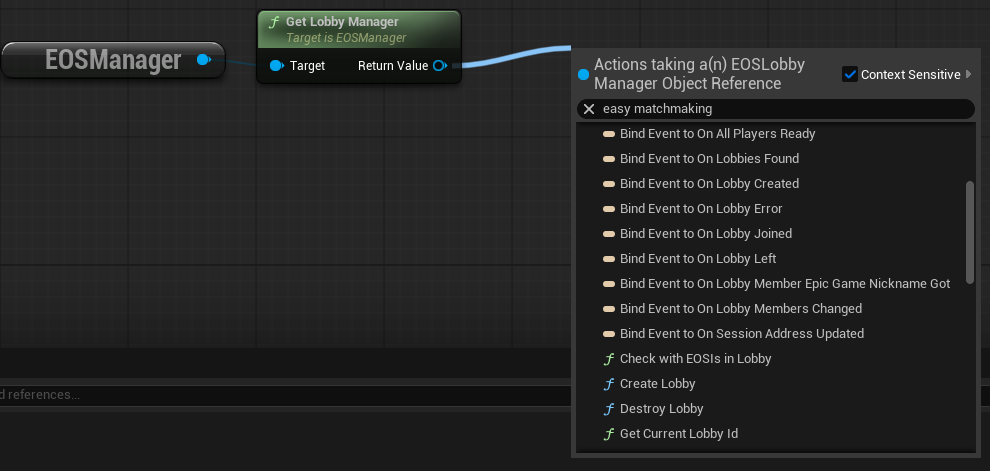 EOSManager
Get Lobby Manager
Target is EOSManager
Target
Return Value
Actions taking a(n) EOSLobby
Manager Object Reference
Context Sensitive
easy matchmaking
Bind Event to On All Players Ready
Bind Event to On Lobbies Found
Bind Event to On Lobby Created
Bind Event to On Lobby Error
Bind Event to On Lobby Joined
Bind Event to On Lobby Left
Bind Event to On Lobby Member Epic Game Nickname Got
Bind Event to On Lobby Members Changed
Bind Event to On Session Address Updated
Check with EOSIs in Lobby
Create Lobby
Destroy Lobby
Get Current Lobby Id
d references...